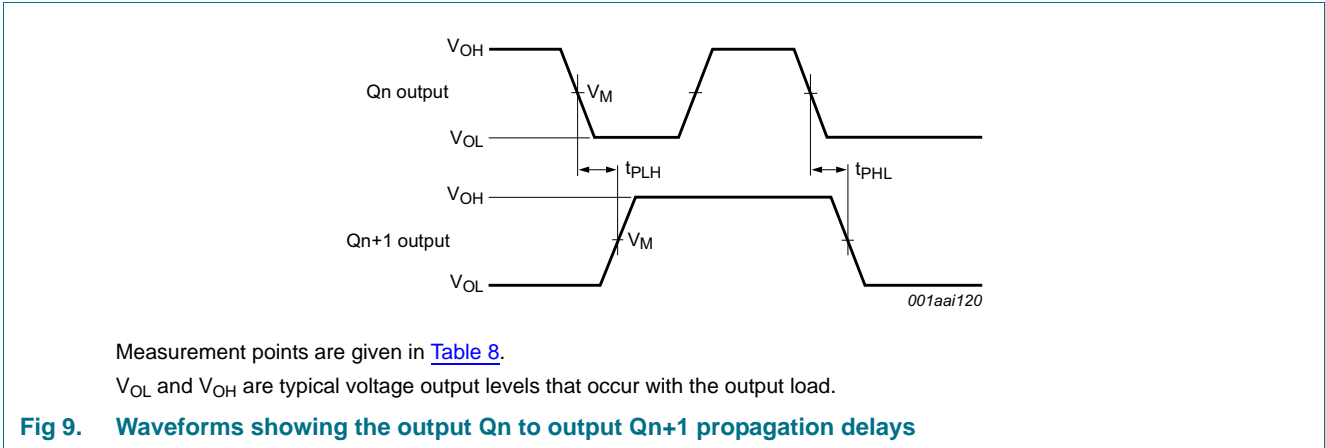 VOH
Qn output
VM
VOL
tPLH
tPHL
VOH
Qn+1 output
VM
VOL
001aai120
Measurement points are given in Table 8.
VOL and VOH are typical voltage output levels that occur with the output load.
Fig 9. Waveforms showing the output Qn to output Qn+1 propagation delays